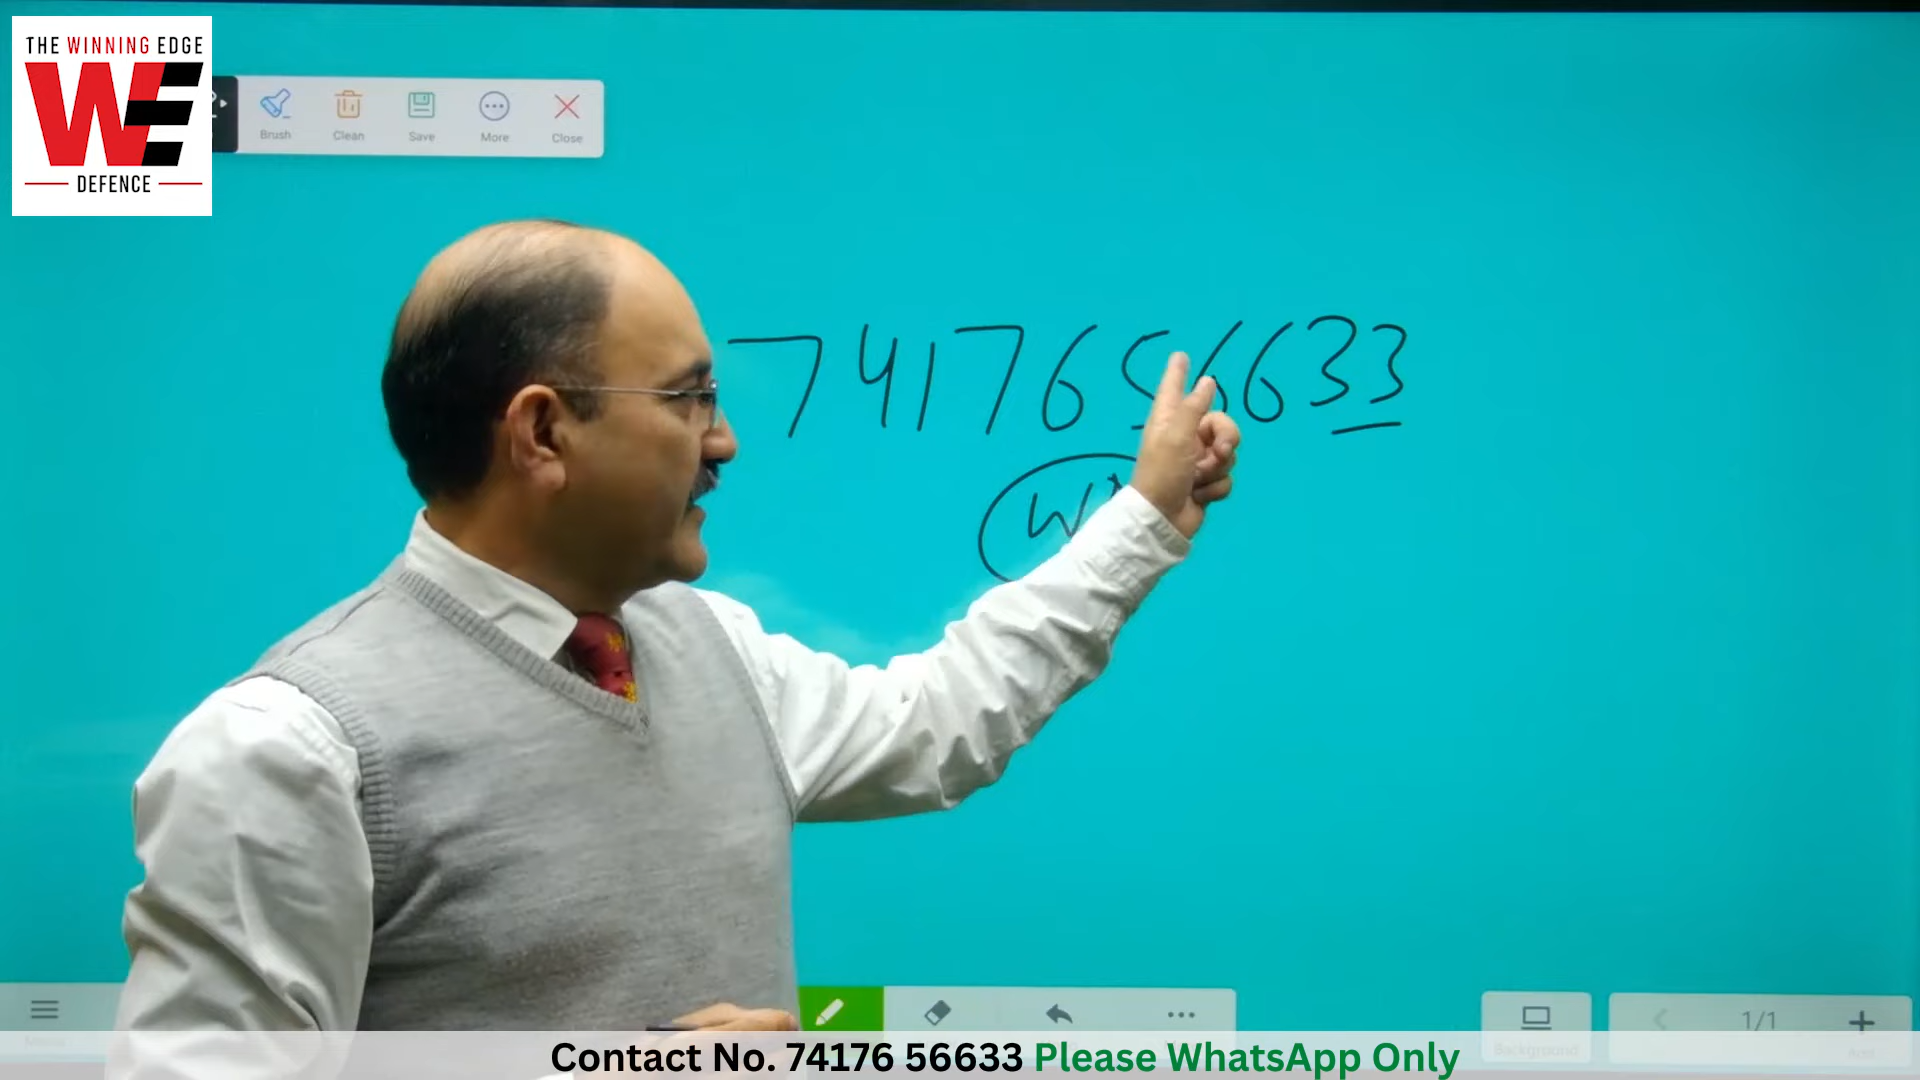 THE WINNING EDGE
WE
DEFENCE
Brush
Clean
Save
More
Close
7417656633
Background
1/1
Contact No. 74176 56633 Please WhatsApp Only